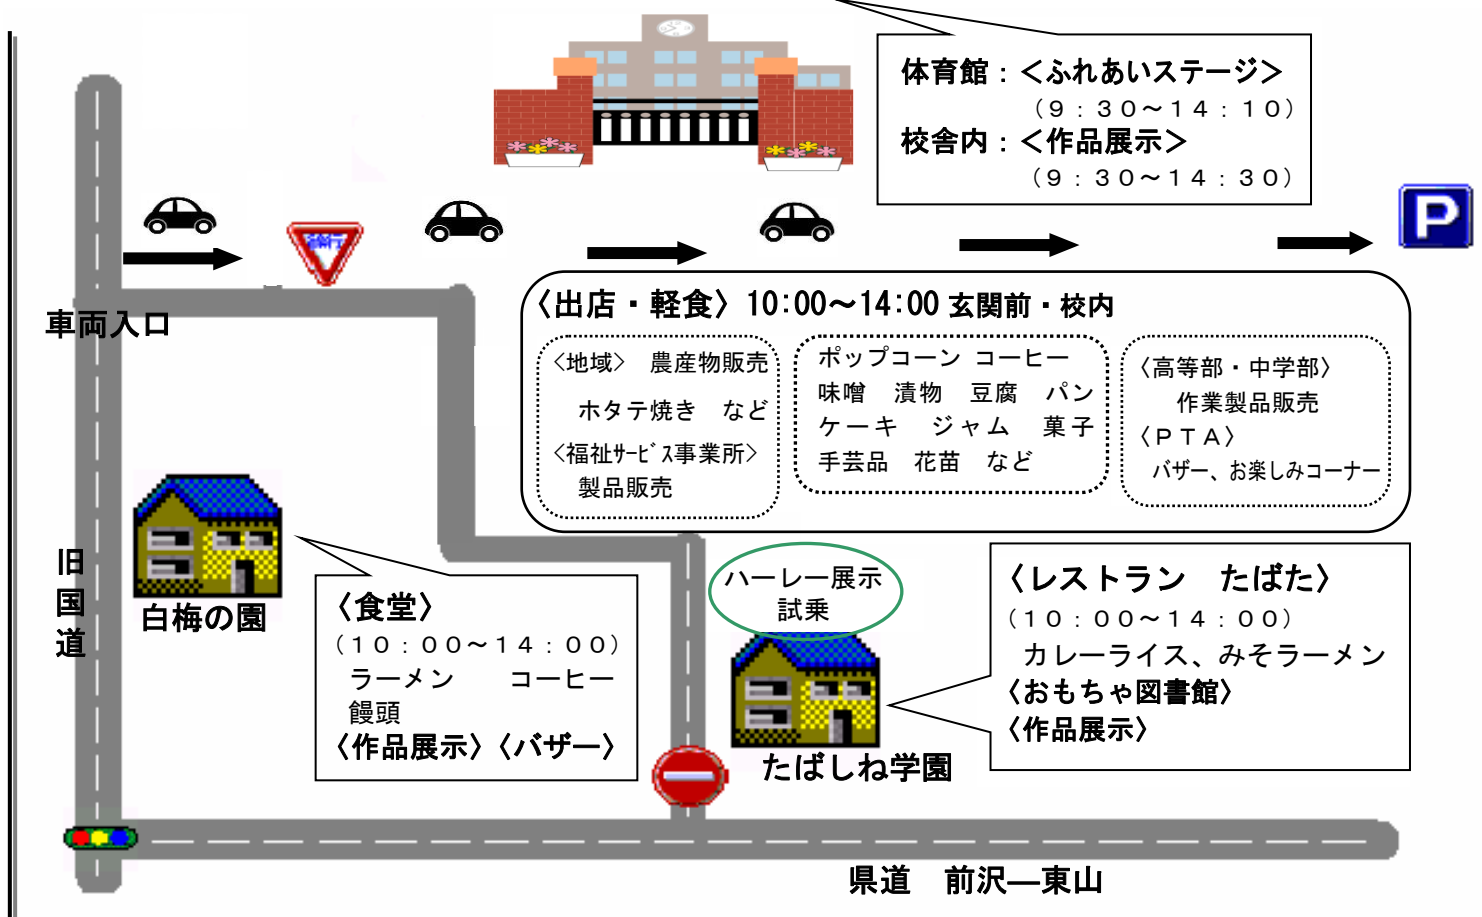 体育館：＜ふれあいステージ＞
（９：３０～１４：１０）
校舎内：＜作品展示＞
（９：３０～１４：３０）
P
徐行
車両入口
〈出店・軽食〉10:00～14:00 玄関前・校内
〈地域〉　農産物販売
ホタテ焼き　など
〈福祉ｻｰﾋﾞｽ事業所〉
製品販売
ポップコーン　コーヒー
味噌　漬物　豆腐　パン
ケーキ　ジャム　菓子
手芸品　花苗　など
〈高等部・中学部〉
作業製品販売
〈ＰＴＡ〉
バザー、お楽しみコーナー
旧国道
白梅の園
〈食堂〉
（１０：００～１４：００）
ラーメン　　コーヒー
饅頭
〈作品展示〉〈バザー〉
ハーレー展示
試乗
たばしね学園
〈レストラン　たばた〉
（１０：００～１４：００）
カレーライス、みそラーメン
〈おもちゃ図書館〉
〈作品展示〉
県道　前沢―東山